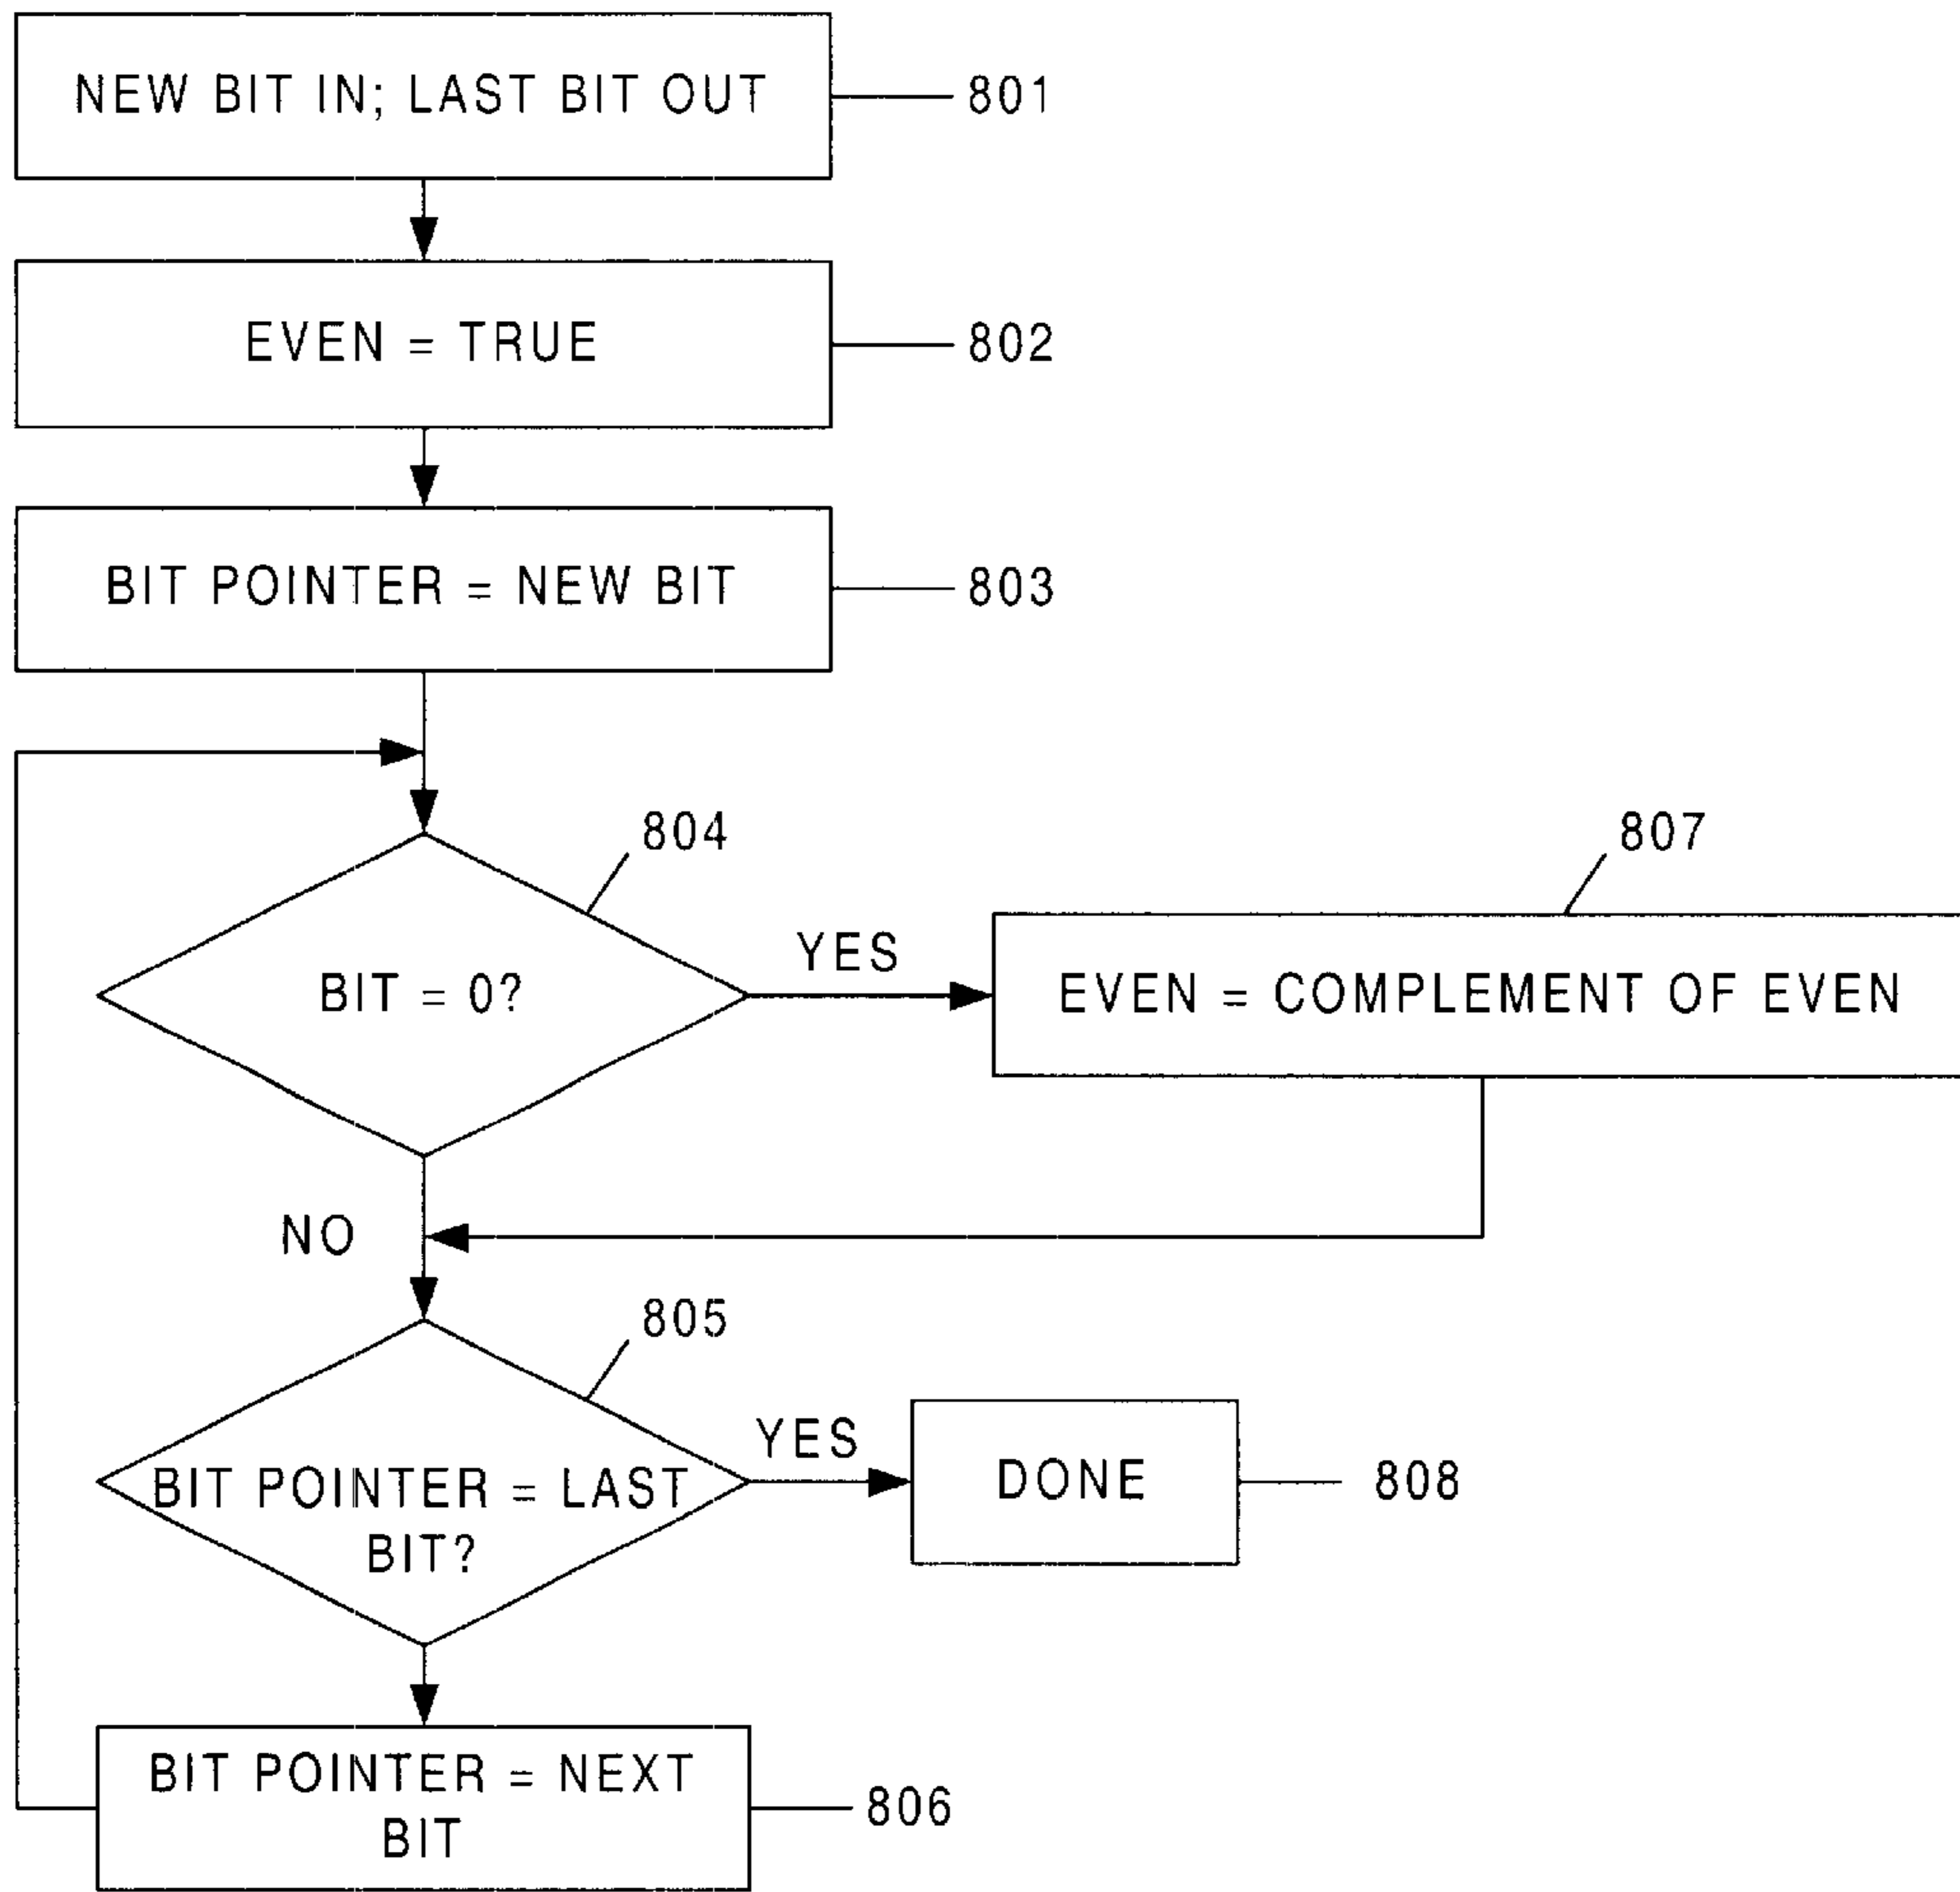 NEW BIT IN; LAST BIT OUT
801
EVEN = TRUE
802
BIT POINTER = NEW BIT
803
804
BIT = 0?
YES
807
EVEN = COMPLEMENT OF EVEN
NO
805
BIT POINTER = LAST
BIT?
YES
DONE
808
BIT POINTER = NEXT
BIT
806